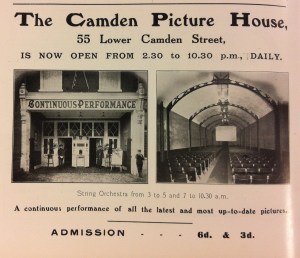 The Camden Picture House,
55 Lower Camden Street,
IS NOW OPEN FROM 2.30 to 10.30 p.m., DAILY.
CONTINUOUS PERFORMANCE
String Orchestra from 3 to 5 and 7 to 10.30 a.m.
A continuous performance of all the latest and most up-to-date pictures.
ADMISSION - - - 6d. & 3d.